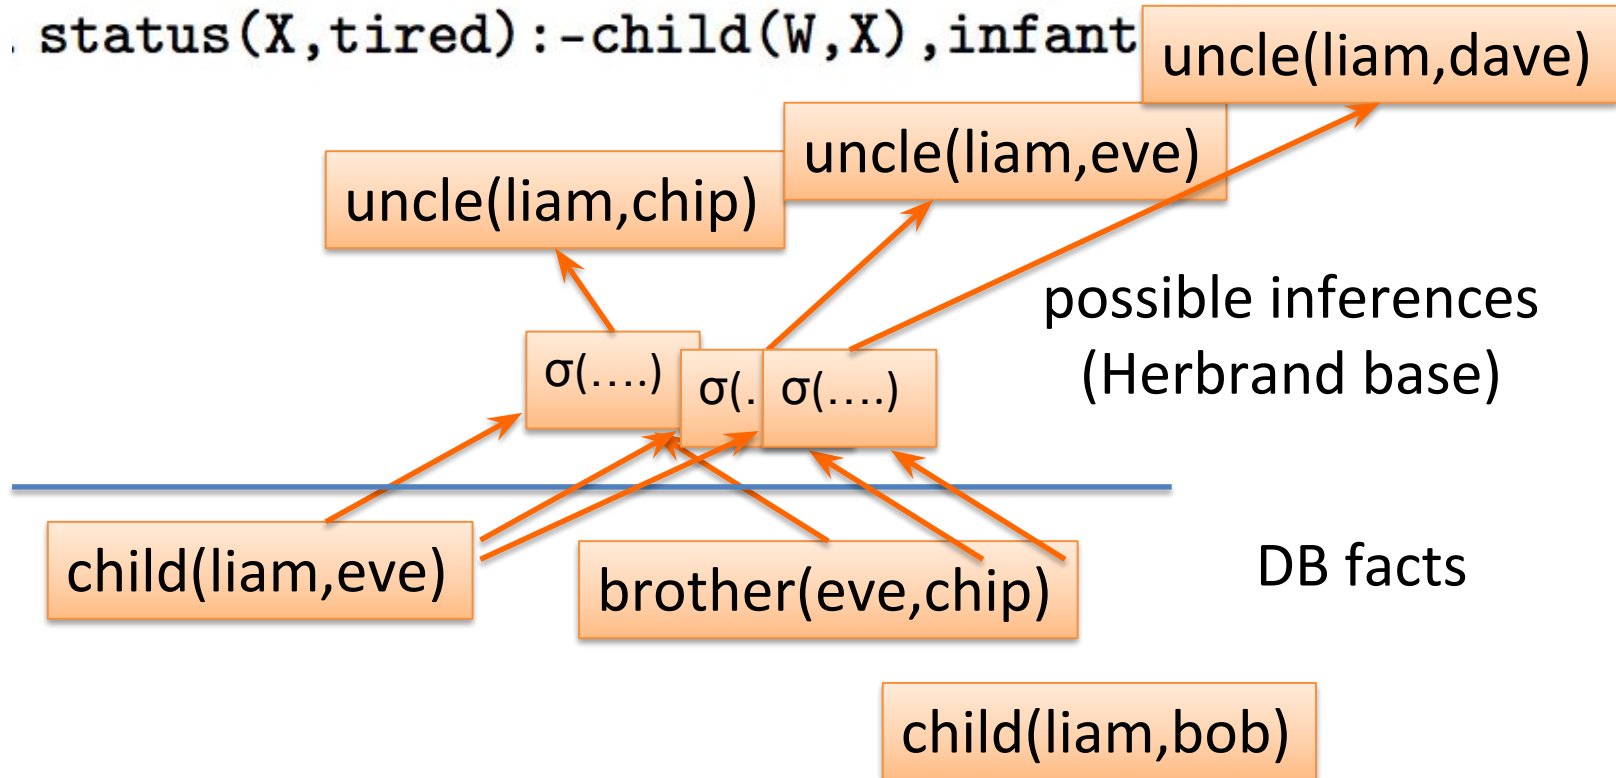 . status(X,tired):-child(W,X),infant
uncle(liam,dave)
uncle(liam,eve)
uncle(liam,chip)
possible inferences
(Herbrand base)
σ(....)
σ(.
σ(....)
child(liam,eve)
brother(eve,chip)
DB facts
child(liam,bob)